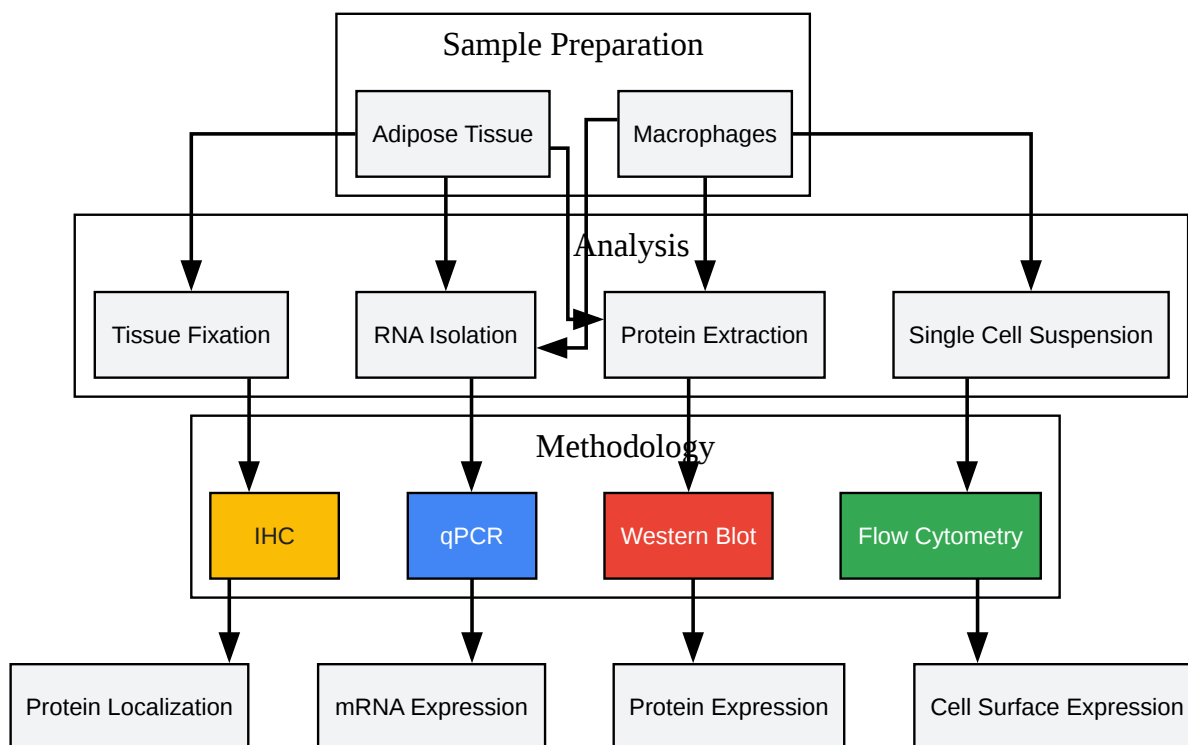 Sample Preparation
Adipose Tissue
Macrophages
Analysis
Tissue Fixation
RNA Isolation
Protein Extraction
Single Cell Suspension
Methodology
IHC
qPCR
Western Blot
Flow Cytometry
Protein Localization
mRNA Expression
Protein Expression
Cell Surface Expression